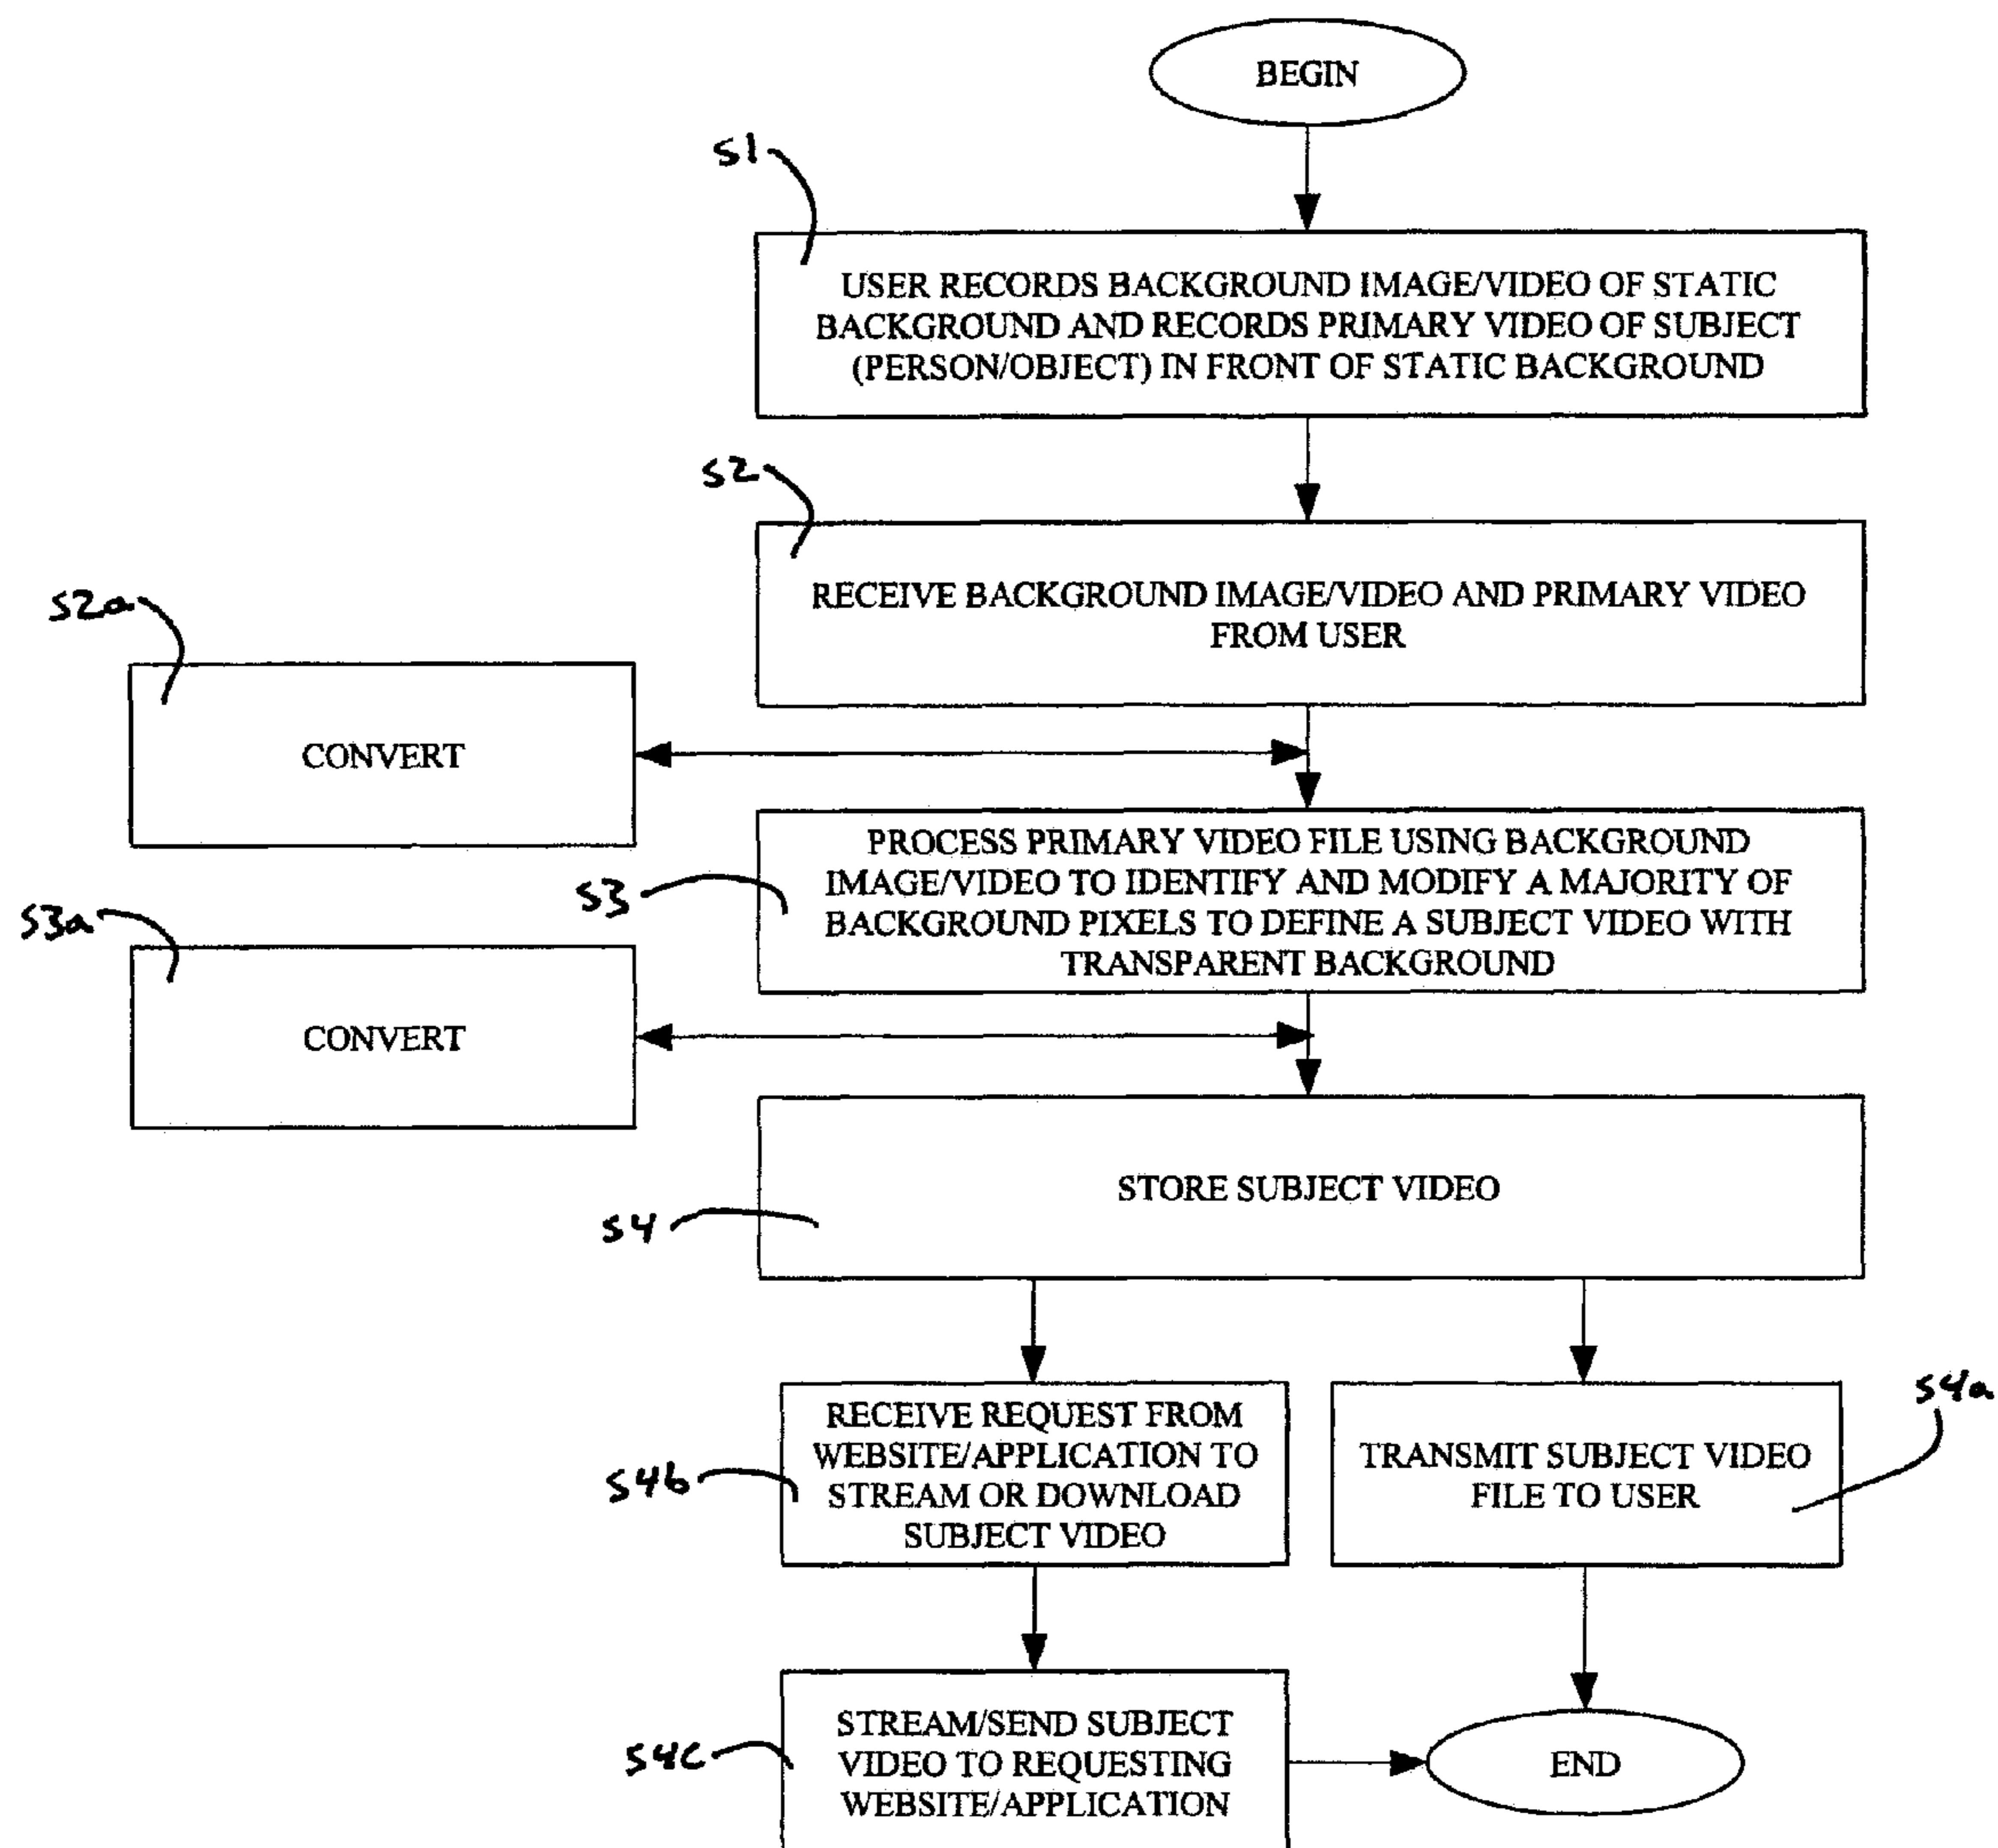 BEGIN
S1
USER RECORDS BACKGROUND IMAGE/VIDEO OF STATIC
BACKGROUND AND RECORDS PRIMARY VIDEO OF SUBJECT
(PERSON/OBJECT) IN FRONT OF STATIC BACKGROUND
S2
RECEIVE BACKGROUND IMAGE/VIDEO AND PRIMARY VIDEO
FROM USER
S2a
CONVERT
S3
PROCESS PRIMARY VIDEO FILE USING BACKGROUND
IMAGE/VIDEO TO IDENTIFY AND MODIFY A MAJORITY OF
BACKGROUND PIXELS TO DEFINE A SUBJECT VIDEO WITH
TRANSPARENT BACKGROUND
S3a
CONVERT
STORE SUBJECT VIDEO
S4
S4b
RECEIVE REQUEST FROM
WEBSITE/APPLICATION TO
STREAM OR DOWNLOAD
SUBJECT VIDEO
S4a
TRANSMIT SUBJECT VIDEO
FILE TO USER
S4c
STREAM/SEND SUBJECT
VIDEO TO REQUESTING
WEBSITE/APPLICATION
END